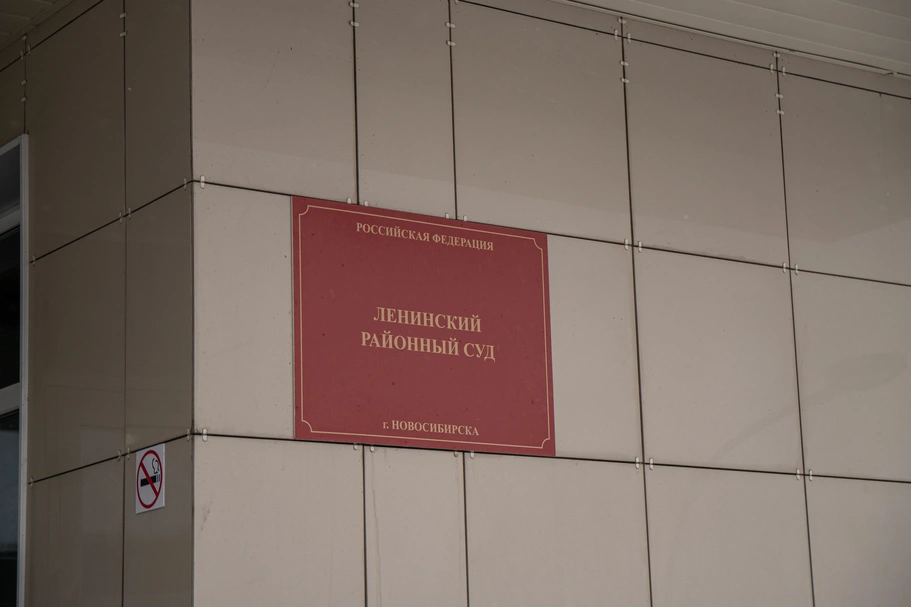 РОССИЙСКАЯ ФЕДЕРАЦИЯ
ЛЕНИНСКИЙ
РАЙОННЫЙ СУД
г. НОВОСИБИРСКА